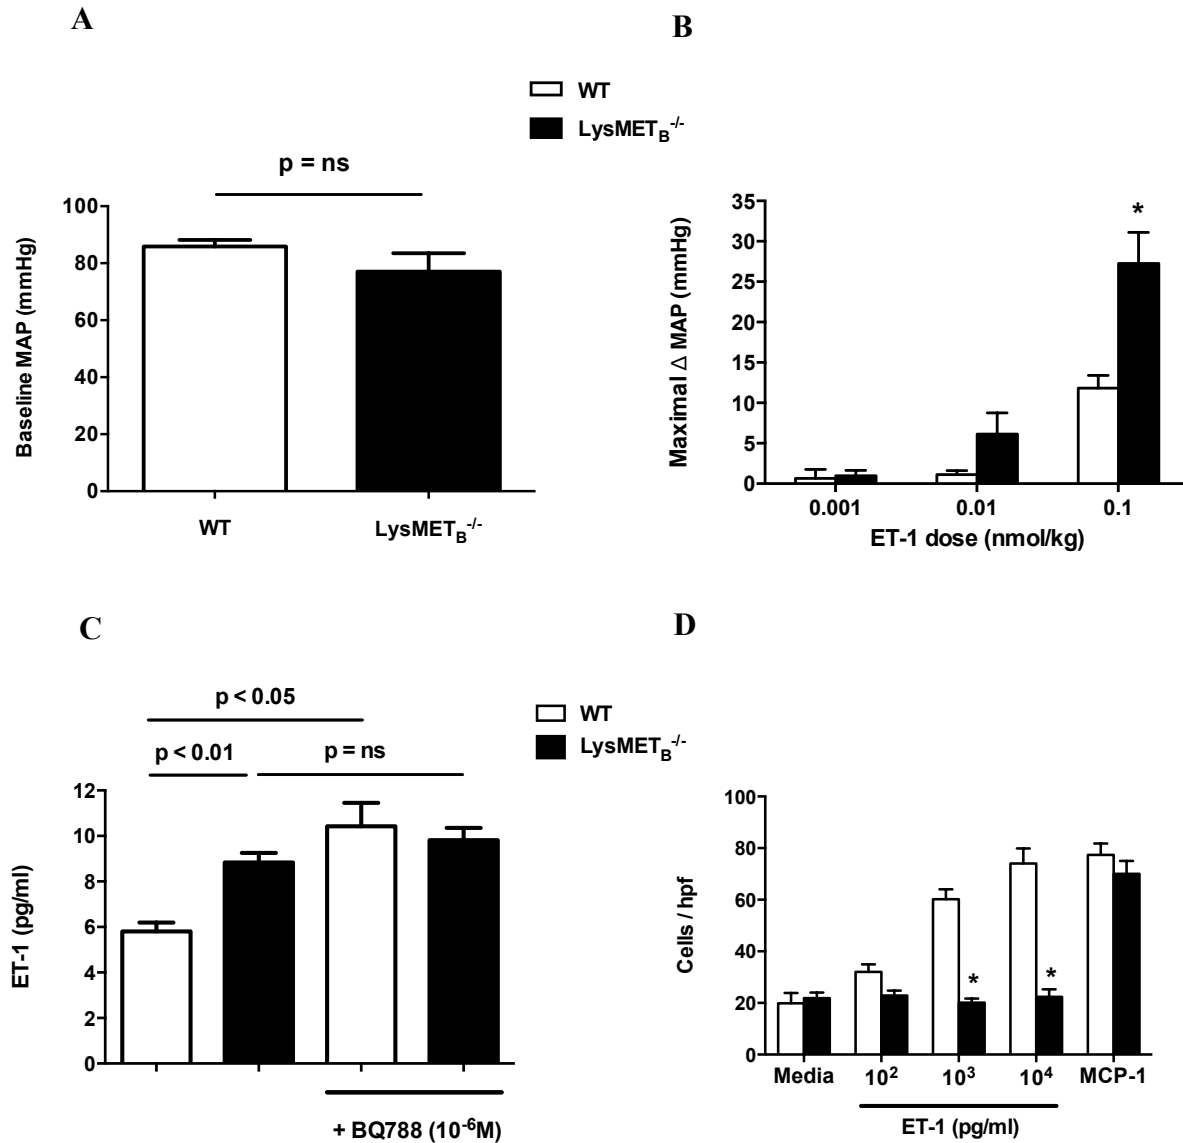 A
B
WT
LysMET_B^-/-
p = ns
Baseline MAP (mmHg)
100
80
60
40
20
0
WT
LysMET_B^-/-
Maximal Δ MAP (mmHg)
35
30
25
20
15
10
5
0
*
0.001
0.01
0.1
ET-1 dose (nmol/kg)
C
D
p < 0.05
p < 0.01
p = ns
WT
LysMET_B^-/-
ET-1 (pg/ml)
12
10
8
6
4
2
0
+ BQ788 (10^-6M)
Cells / hpf
100
80
60
40
20
0
*
*
Media
10^2
10^3
10^4
MCP-1
ET-1 (pg/ml)